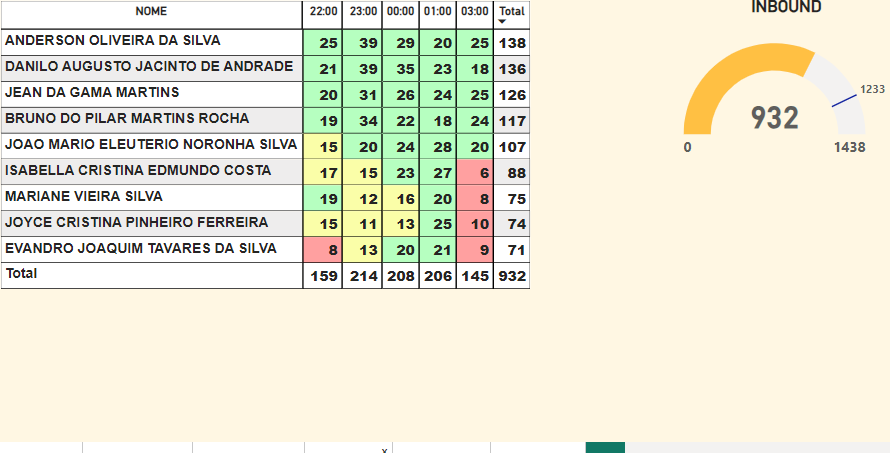 NOME 22:00 23:00 00:00 01:00 03:00 Total
ANDERSON OLIVEIRA DA SILVA 25 39 29 20 25 138
DANILO AUGUSTO JACINTO DE ANDRADE 21 39 35 23 18 136
JEAN DA GAMA MARTINS 20 31 26 24 25 126
BRUNO DO PILAR MARTINS ROCHA 19 34 22 18 24 117
JOAO MARIO ELEUTERIO NORONHA SILVA 15 20 24 28 20 107
ISABELLA CRISTINA EDMUNDO COSTA 17 15 23 27 6 88
MARIANE VIEIRA SILVA 19 12 16 20 8 75
JOYCE CRISTINA PINHEIRO FERREIRA 15 11 13 25 10 74
EVANDRO JOAQUIM TAVARES DA SILVA 8 13 20 21 9 71
Total 159 214 208 206 145 932
INBOUND
1233
932
0 1438
x